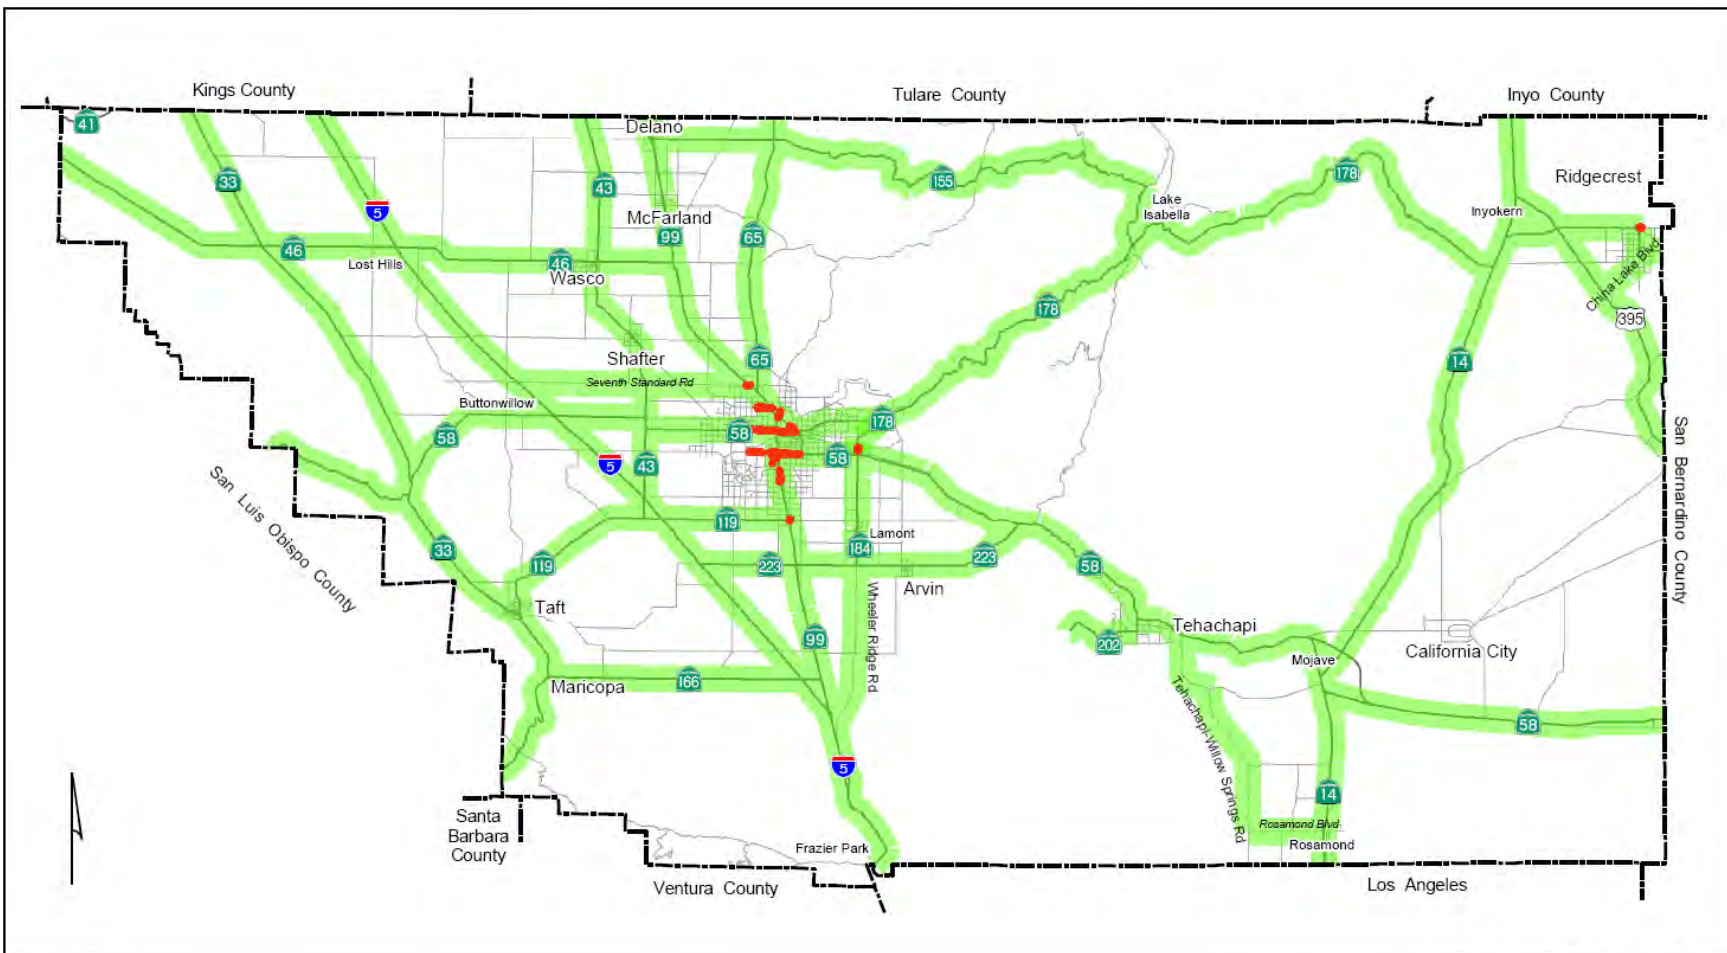 Kings County
Tulare County
Inyo County
41
Delano
33
43
155
178
Ridgecrest
5
McFarland
Lake
Isabella
Inyokern
99
65
46
46
Lost Hills
Wasco
China Lake Blvd
178
395
Shafter
65
14
Seventh Standard Rd
Buttonwillow
178
58
58
58
5
43
San Bernardino County
San Luis Obispo County
119
Lamont
33
119
184
223
223
58
Arvin
Taft
Wheeler Ridge Rd
99
202
Tehachapi
Mojave
California City
Maricopa
166
Tehachapi-Willow Springs Rd
58
5
14
Santa
Barbara
County
Rosamond Blvd
Rosamond
Frazier Park
Ventura County
Los Angeles